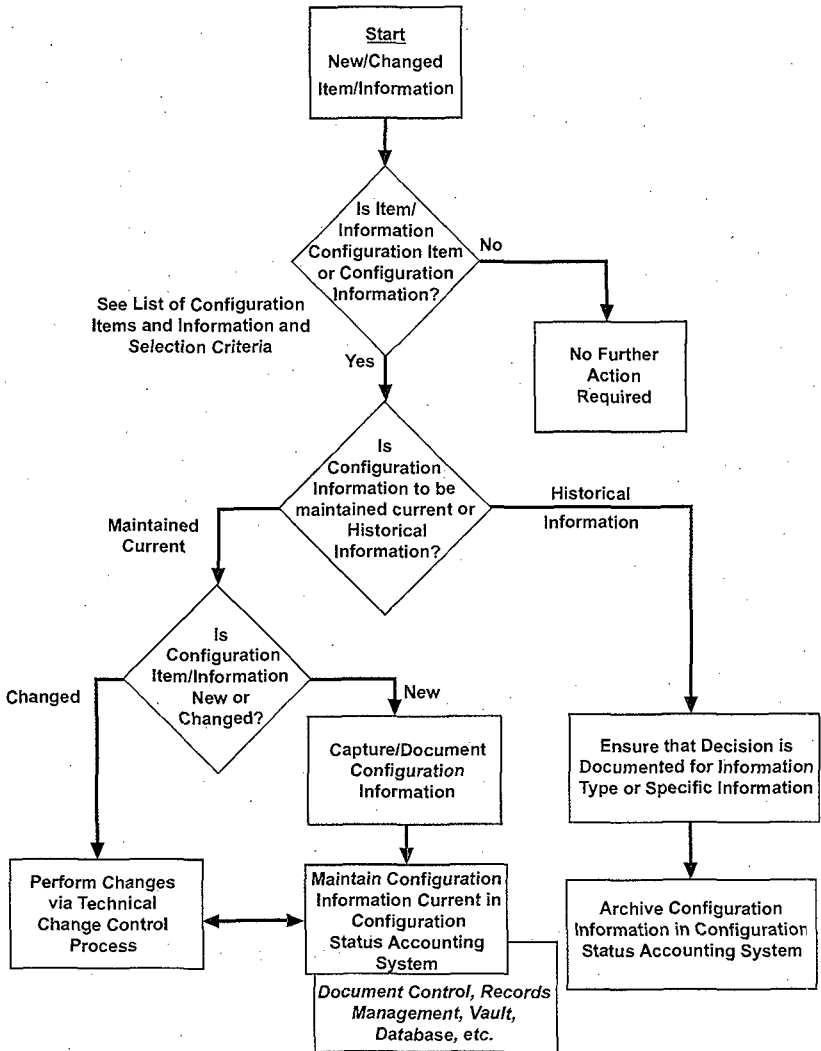 Start
New/Changed
Item/Information
Is Item/
Information
Configuration Item
or Configuration
Information?
No
See List of Configuration
Items and Information and
Selection Criteria
Yes
No Further
Action
Required
Is
Configuration
Information to be
maintained current or
Historical
Information?
Historical
Information
Maintained
Current
Is
Configuration
Item/Information
New or
Changed?
Changed
New
Capture/Document
Configuration
Information
Ensure that Decision is
Documented for Information
Type or Specific Information
Perform Changes
via Technical
Change Control
Process
Maintain Configuration
Information Current in
Configuration
Status Accounting
System
Archive Configuration
Information in Configuration
Status Accounting System
Document Control, Records
Management, Vault,
Database, etc.